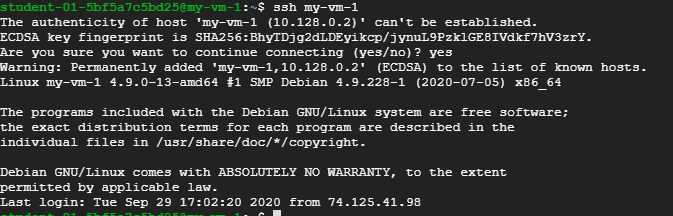 student-01-5bf5a7c5bd25@my-vm-1:~$ ssh my-vm-1
The authenticity of host 'my-vm-1 (10.128.0.2)' can't be established.
ECDSA key fingerprint is SHA256:BhyTDjg2dLDEyikcp/jynuL9PzklGE8IVdkf7hV3zrY.
Are you sure you want to continue connecting (yes/no)? yes
Warning: Permanently added 'my-vm-1,10.128.0.2' (ECDSA) to the list of known hosts.
Linux my-vm-1 4.9.0-13-amd64 #1 SMP Debian 4.9.228-1 (2020-07-05) x86_64
The programs included with the Debian GNU/Linux system are free software;
the exact distribution terms for each program are described in the
individual files in /usr/share/doc/*/copyright.
Debian GNU/Linux comes with ABSOLUTELY NO WARRANTY, to the extent
permitted by applicable law.
Last login: Tue Sep 29 17:02:20 2020 from 74.125.41.98
student-01-5bf5a7c5bd25@my-vm-1:~$